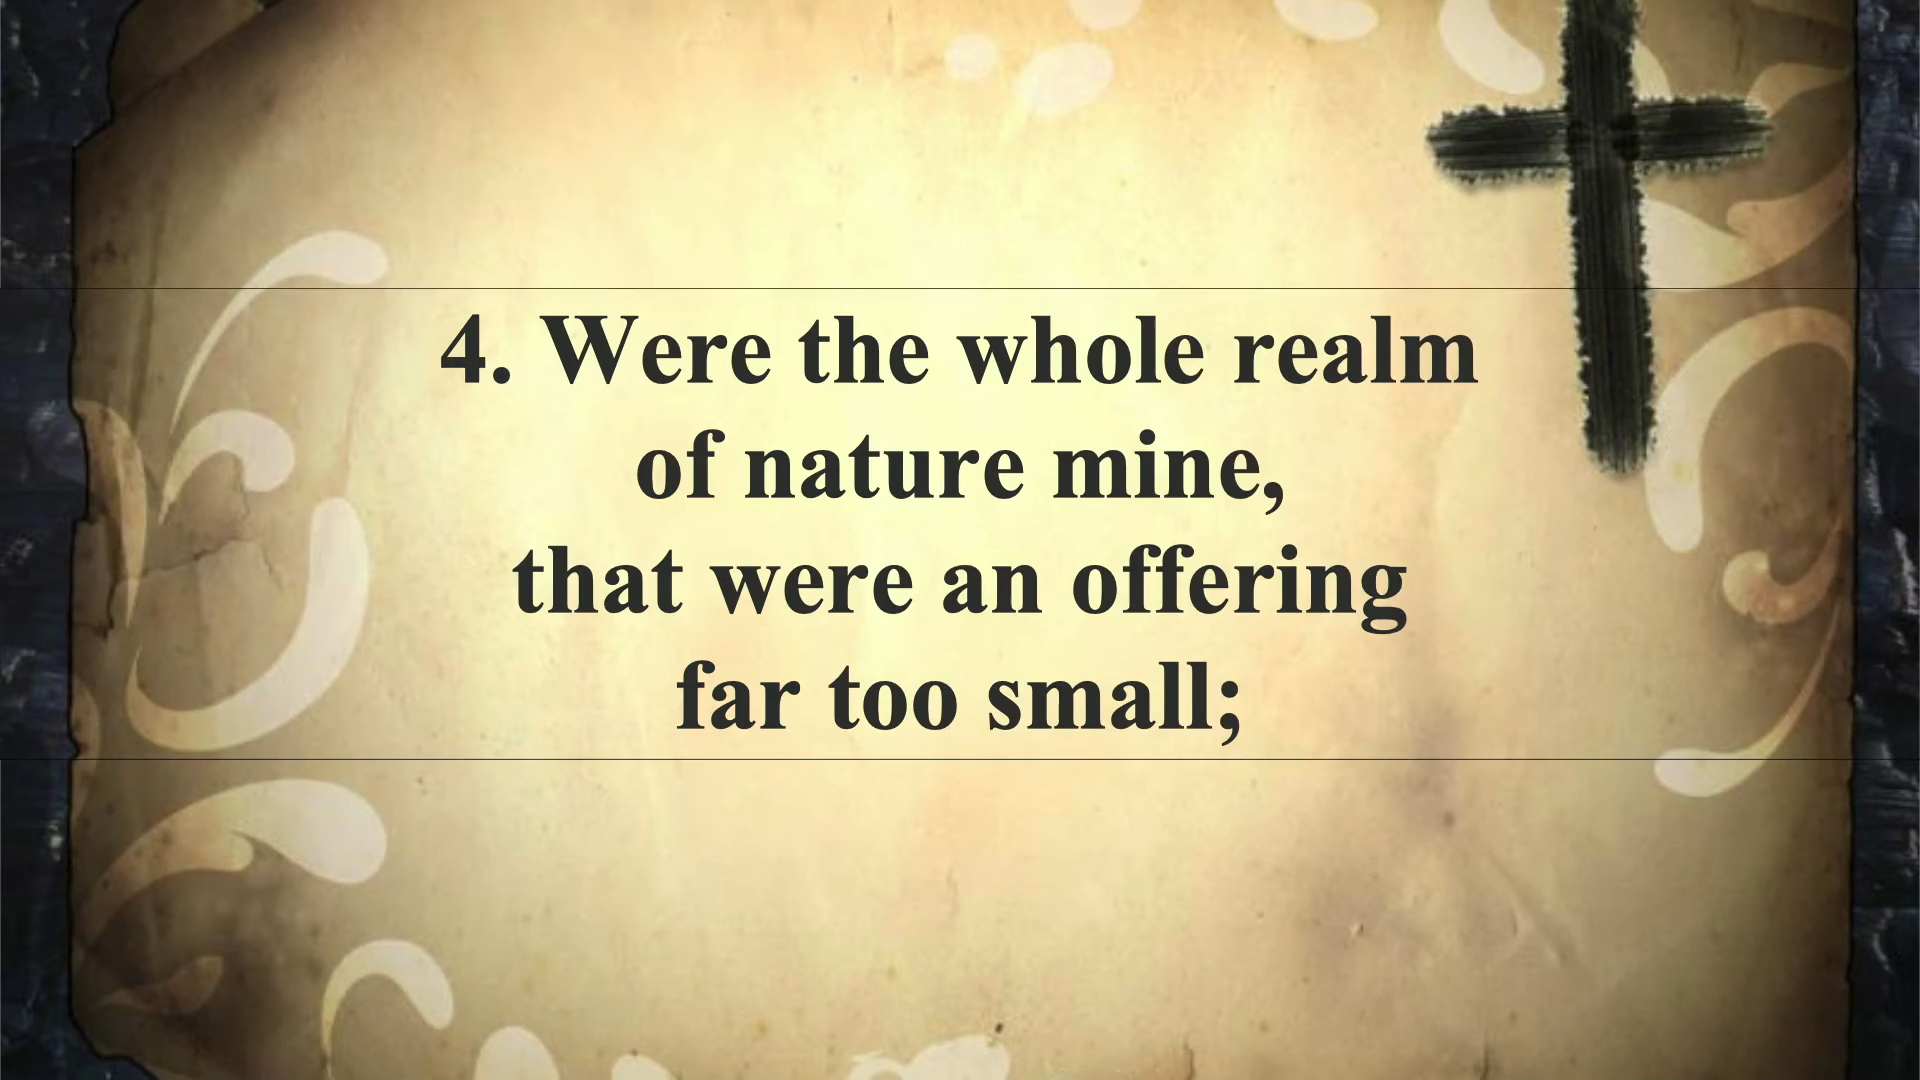 4. Were the whole realm
of nature mine,
that were an offering
far too small;